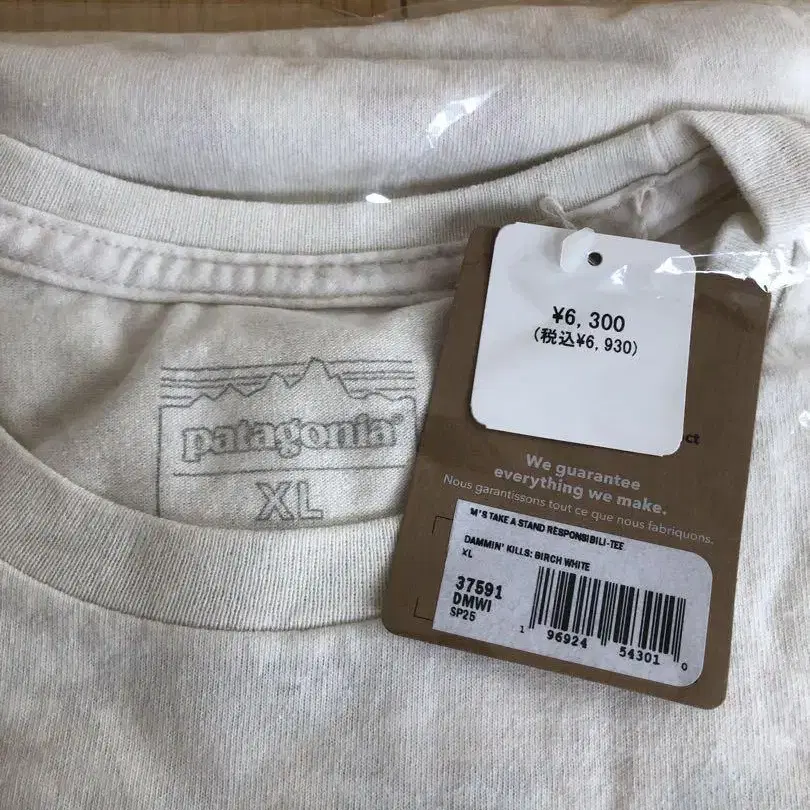 patagonia®
XL
¥6,300
(税込¥6,930)
ct
We guarantee
everything we make.
Nous garantissons tout ce que nous fabriquons.
M'S TAKE A STAND RESPONSIBILI-TEE
DAMMIN' KILLS: BIRCH WHITE
XL
37591
DMWI
SP25
1 96924 54301 0